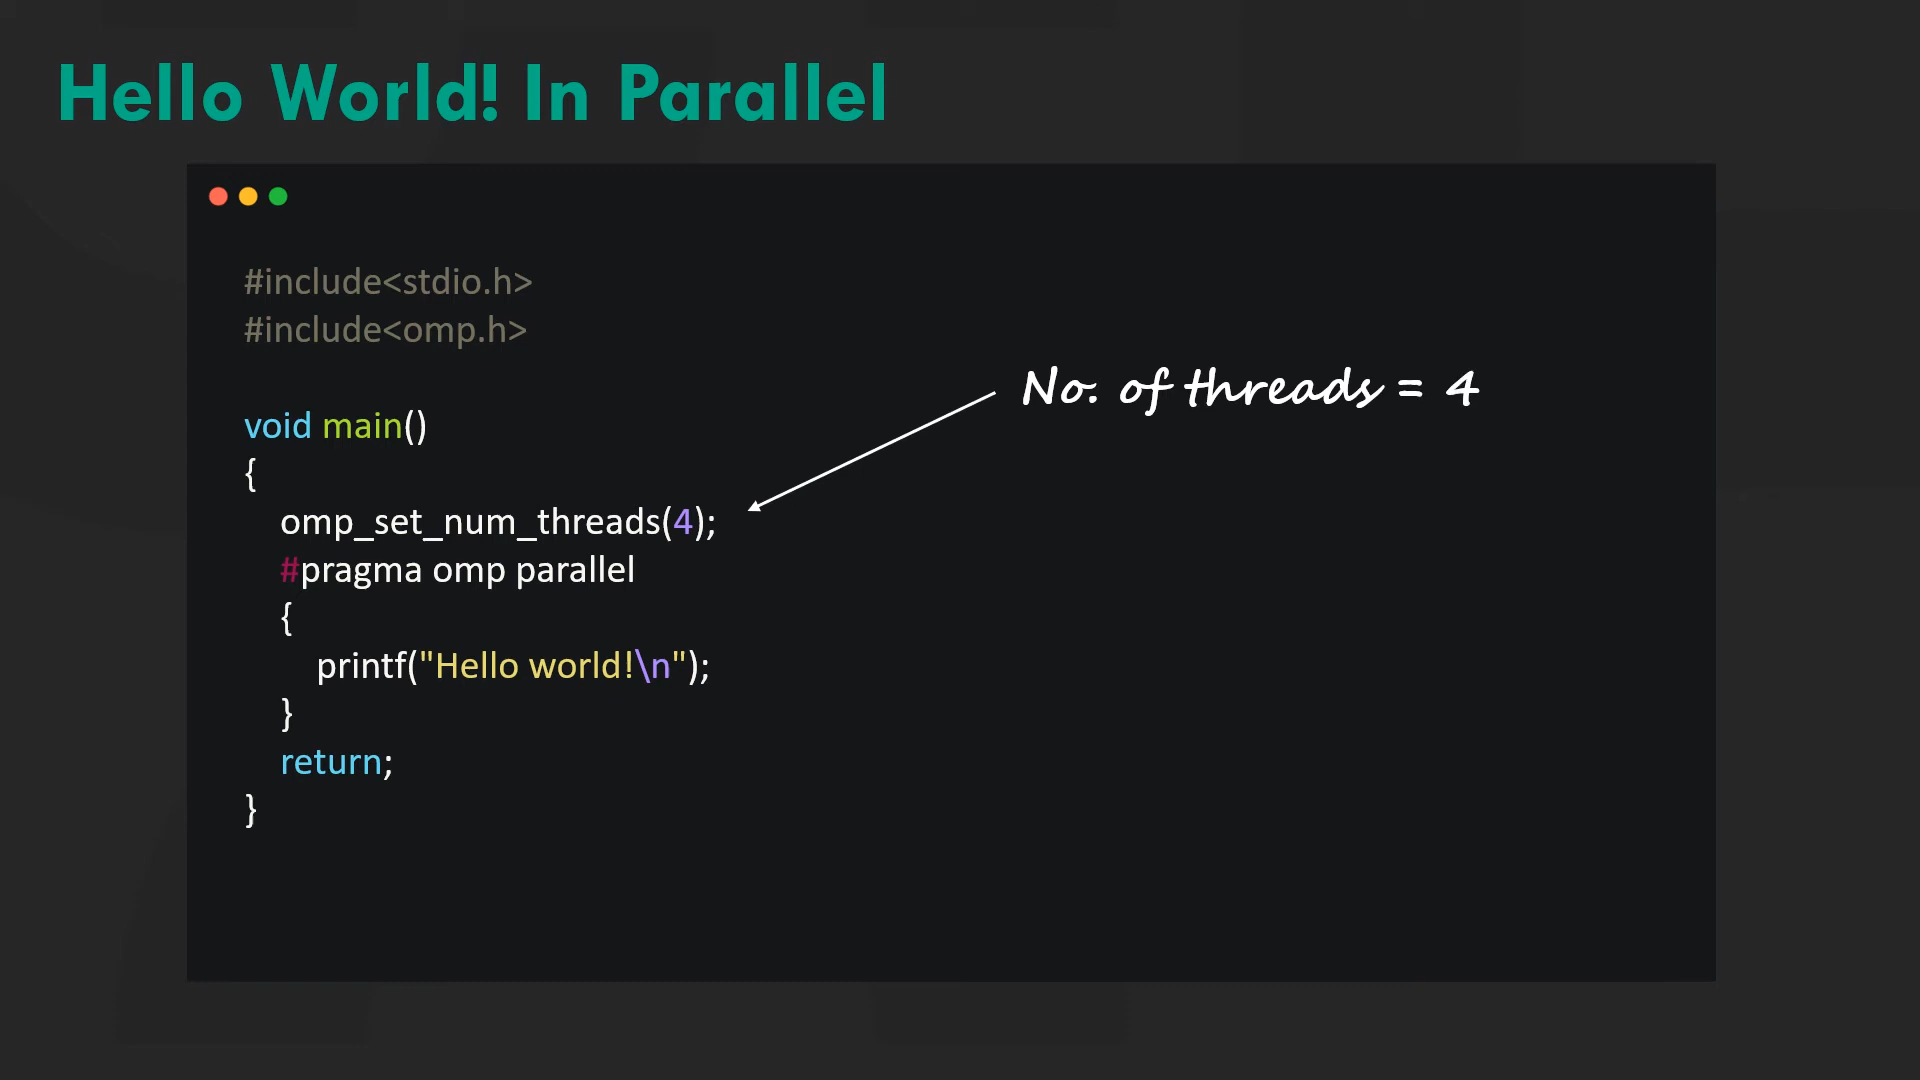 Hello World! In Parallel
#include<stdio.h>
#include<omp.h>
No. of threads = 4
void main()
{
omp_set_num_threads(4);
#pragma omp parallel
{
printf("Hello world!\n");
}
return;
}